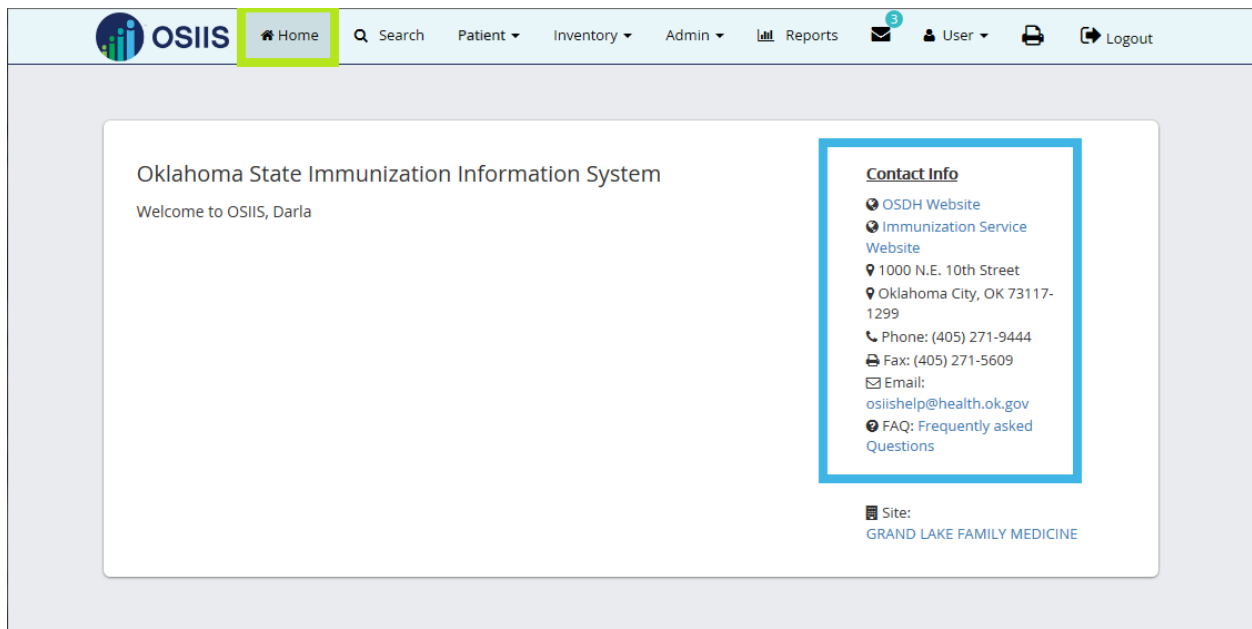 OSIIS Home Search Patient Inventory Admin Reports 3 User Logout
Oklahoma State Immunization Information System
Welcome to OSIIS, Darla
Contact Info
OSDH Website
Immunization Service
Website
1000 N.E. 10th Street
Oklahoma City, OK 73117-
1299
Phone: (405) 271-9444
Fax: (405) 271-5609
Email:
osiishelp@health.ok.gov
FAQ: Frequently asked
Questions
Site:
GRAND LAKE FAMILY MEDICINE